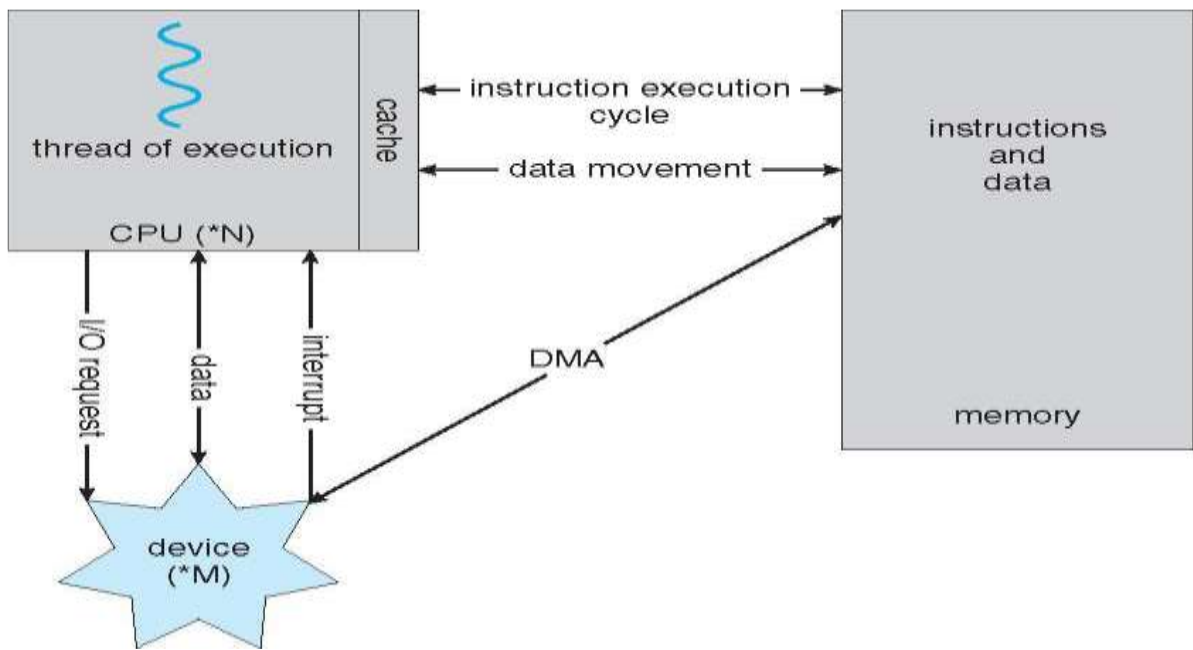 thread of execution
CPU (*N)
cache
instruction execution
cycle
data movement
instructions
and
data
memory
I/O request
data
interrupt
DMA
device
(*M)